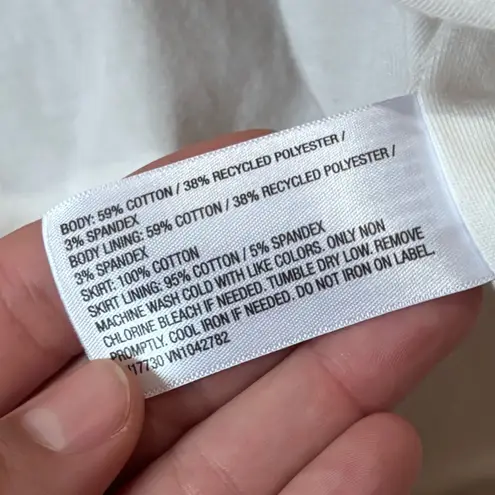 BODY: 59% COTTON / 38% RECYCLED POLYESTER /
3% SPANDEX
BODY LINING: 59% COTTON / 38% RECYCLED POLYESTER /
3% SPANDEX
SKIRT: 100% COTTON
SKIRT LINING: 95% COTTON / 5% SPANDEX
MACHINE WASH COLD WITH LIKE COLORS. ONLY NON
CHLORINE BLEACH IF NEEDED. TUMBLE DRY LOW. REMOVE
PROMPTLY. COOL IRON IF NEEDED. DO NOT IRON ON LABEL.
VN1042782